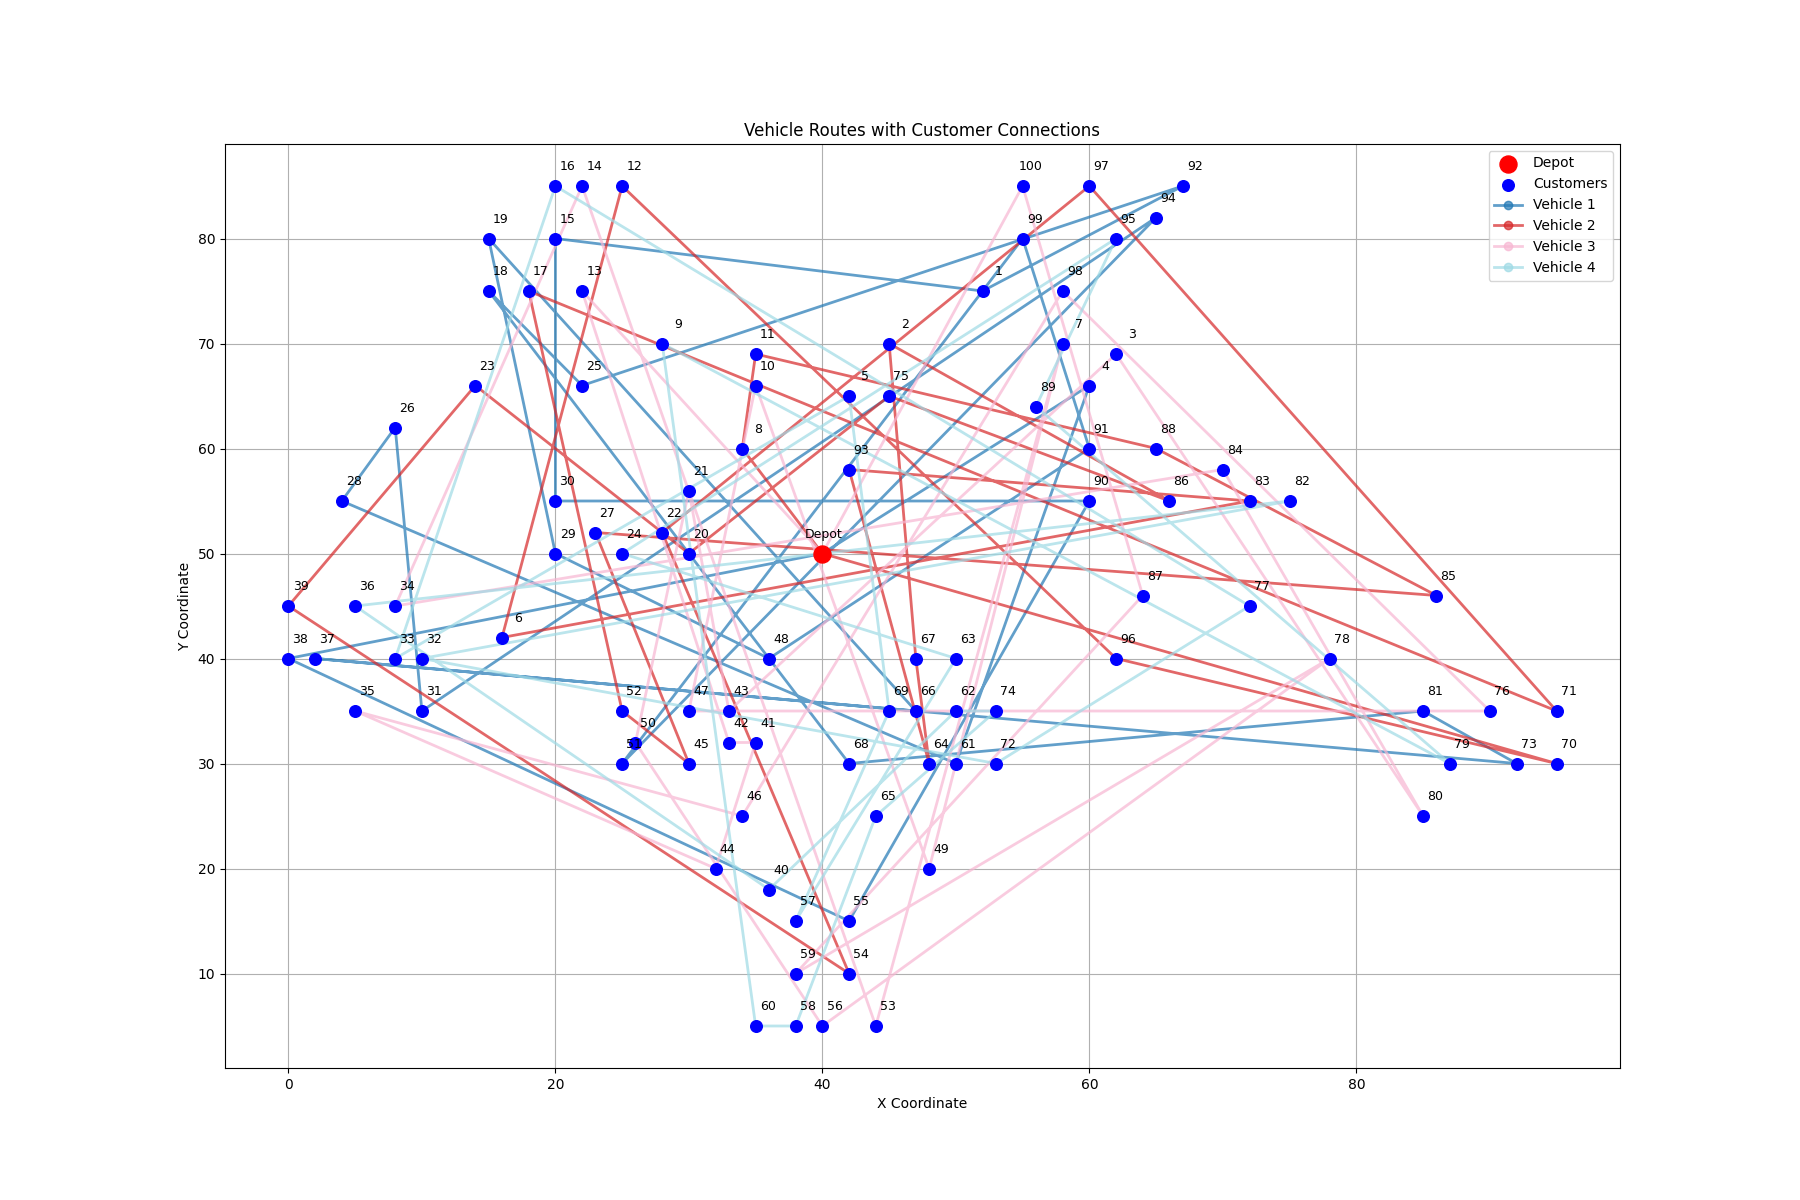 Vehicle Routes with Customer Connections
Depot
Customers
Vehicle 1
Vehicle 2
Vehicle 3
Vehicle 4
16 14 12 100 97 92
94
19 15 99 95
18 17 13 1 98
9 11 2 7 3
23 25 10 5 75 4
89
26 8 93 91 88 84
28 30 21 90 86 83 82
27 22
29 24 20 Depot
39 36 34 87 77 85
6
38 37 33 32 48 67 63 96 78
35 31 52 47 43 69 66 62 74 81 76 71
50 42 41
51 45 68 64 61 72 79 73 70
46 65 80
44 40 49
57 55
59 54
60 58 56 53
80
70
60
50
40
30
20
10
Y Coordinate
0 20 40 60 80
X Coordinate